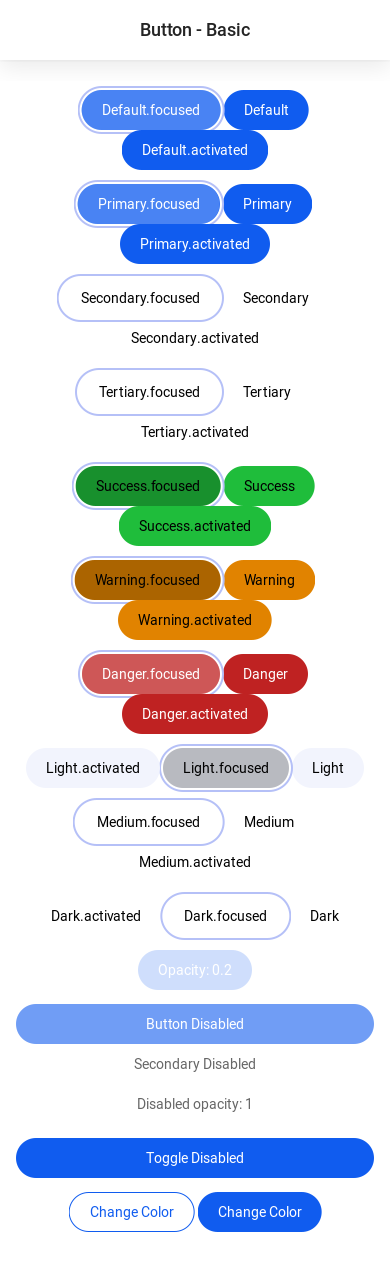 Button - Basic
Default.focused Default
Default.activated
Primary.focused Primary
Primary.activated
Secondary.focused Secondary
Secondary.activated
Tertiary.focused Tertiary
Tertiary.activated
Success.focused Success
Success.activated
Warning.focused Warning
Warning.activated
Danger.focused Danger
Danger.activated
Light.activated Light.focused Light
Medium.focused Medium
Medium.activated
Dark.activated Dark.focused Dark
Opacity: 0.2
Button Disabled
Secondary Disabled
Disabled opacity: 1
Toggle Disabled
Change Color Change Color